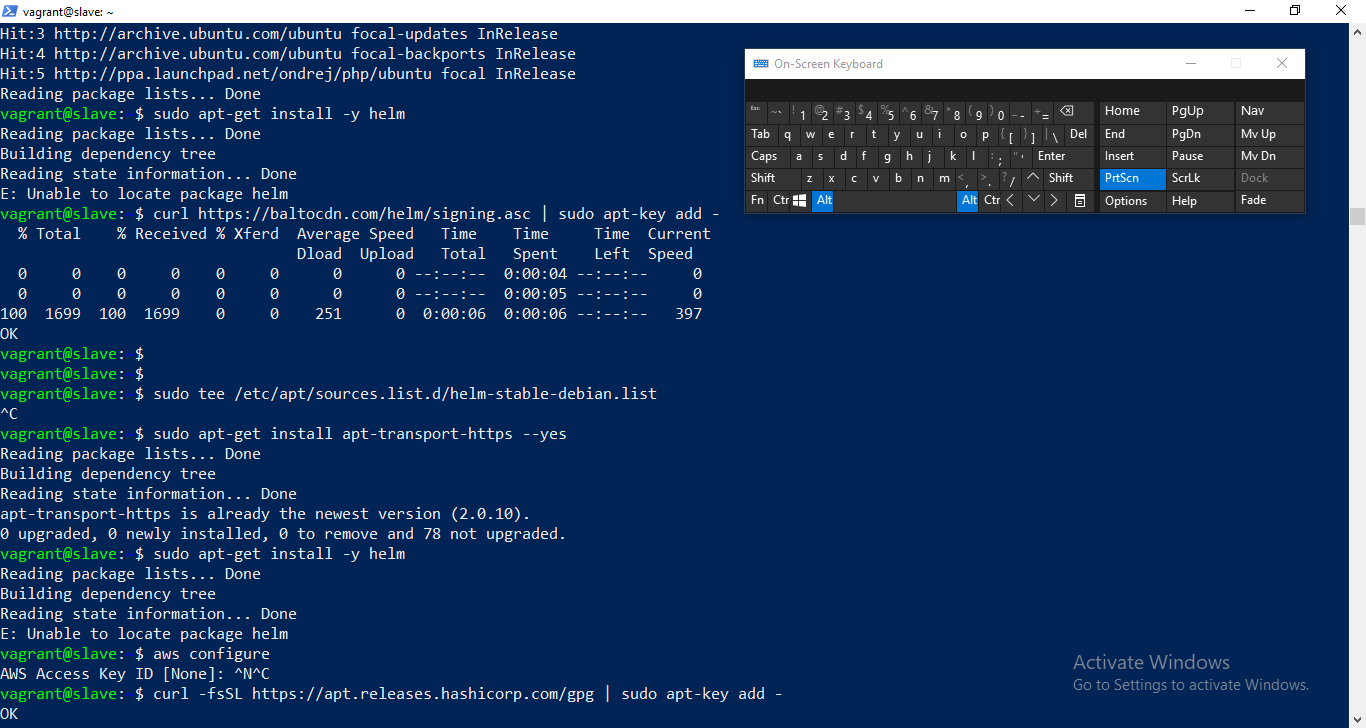 vagrant@slave: ~
Hit:3 http://archive.ubuntu.com/ubuntu focal-updates InRelease
Hit:4 http://archive.ubuntu.com/ubuntu focal-backports InRelease
Hit:5 http://ppa.launchpad.net/ondrej/php/ubuntu focal InRelease
Reading package lists... Done
vagrant@slave: $ sudo apt-get install -y helm
Reading package lists... Done
Building dependency tree
Reading state information... Done
E: Unable to locate package helm
vagrant@slave: $ curl https://baltocdn.com/helm/signing.asc | sudo apt-key add -
  % Total    % Received % Xferd  Average Speed   Time    Time     Time  Current
                                 Dload  Upload   Total   Spent    Left  Speed
  0     0    0     0    0     0      0      0 --:--:--  0:00:04 --:--:--     0
  0     0    0     0    0     0      0      0 --:--:--  0:00:05 --:--:--     0
100  1699  100  1699    0     0    251      0  0:00:06  0:00:06 --:--:--   397
OK
vagrant@slave: $
vagrant@slave: $
vagrant@slave: $ sudo tee /etc/apt/sources.list.d/helm-stable-debian.list
^C
vagrant@slave: $ sudo apt-get install apt-transport-https --yes
Reading package lists... Done
Building dependency tree
Reading state information... Done
apt-transport-https is already the newest version (2.0.10).
0 upgraded, 0 newly installed, 0 to remove and 78 not upgraded.
vagrant@slave: $ sudo apt-get install -y helm
Reading package lists... Done
Building dependency tree
Reading state information... Done
E: Unable to locate package helm
vagrant@slave: $ aws configure
AWS Access Key ID [None]: ^N^C
vagrant@slave: $ curl -fsSL https://apt.releases.hashicorp.com/gpg | sudo apt-key add -
OK
On-Screen Keyboard
Esc ~` ! 1 @ 2 # 3 $ 4 % 5 ^ 6 & 7 * 8 ( 9 ) 0 _ - + = Home PgUp Nav
Tab q w e r t y u i o p { [ } ] | \ Del End PgDn Mv Up
Caps a s d f g h j k l : ; " ' Enter Insert Pause Mv Dn
Shift z x c v b n m < , > . ? / Shift PrtScn ScrLk Dock
Fn Ctr Alt Alt Ctr Options Help Fade
Activate Windows
Go to Settings to activate Windows.